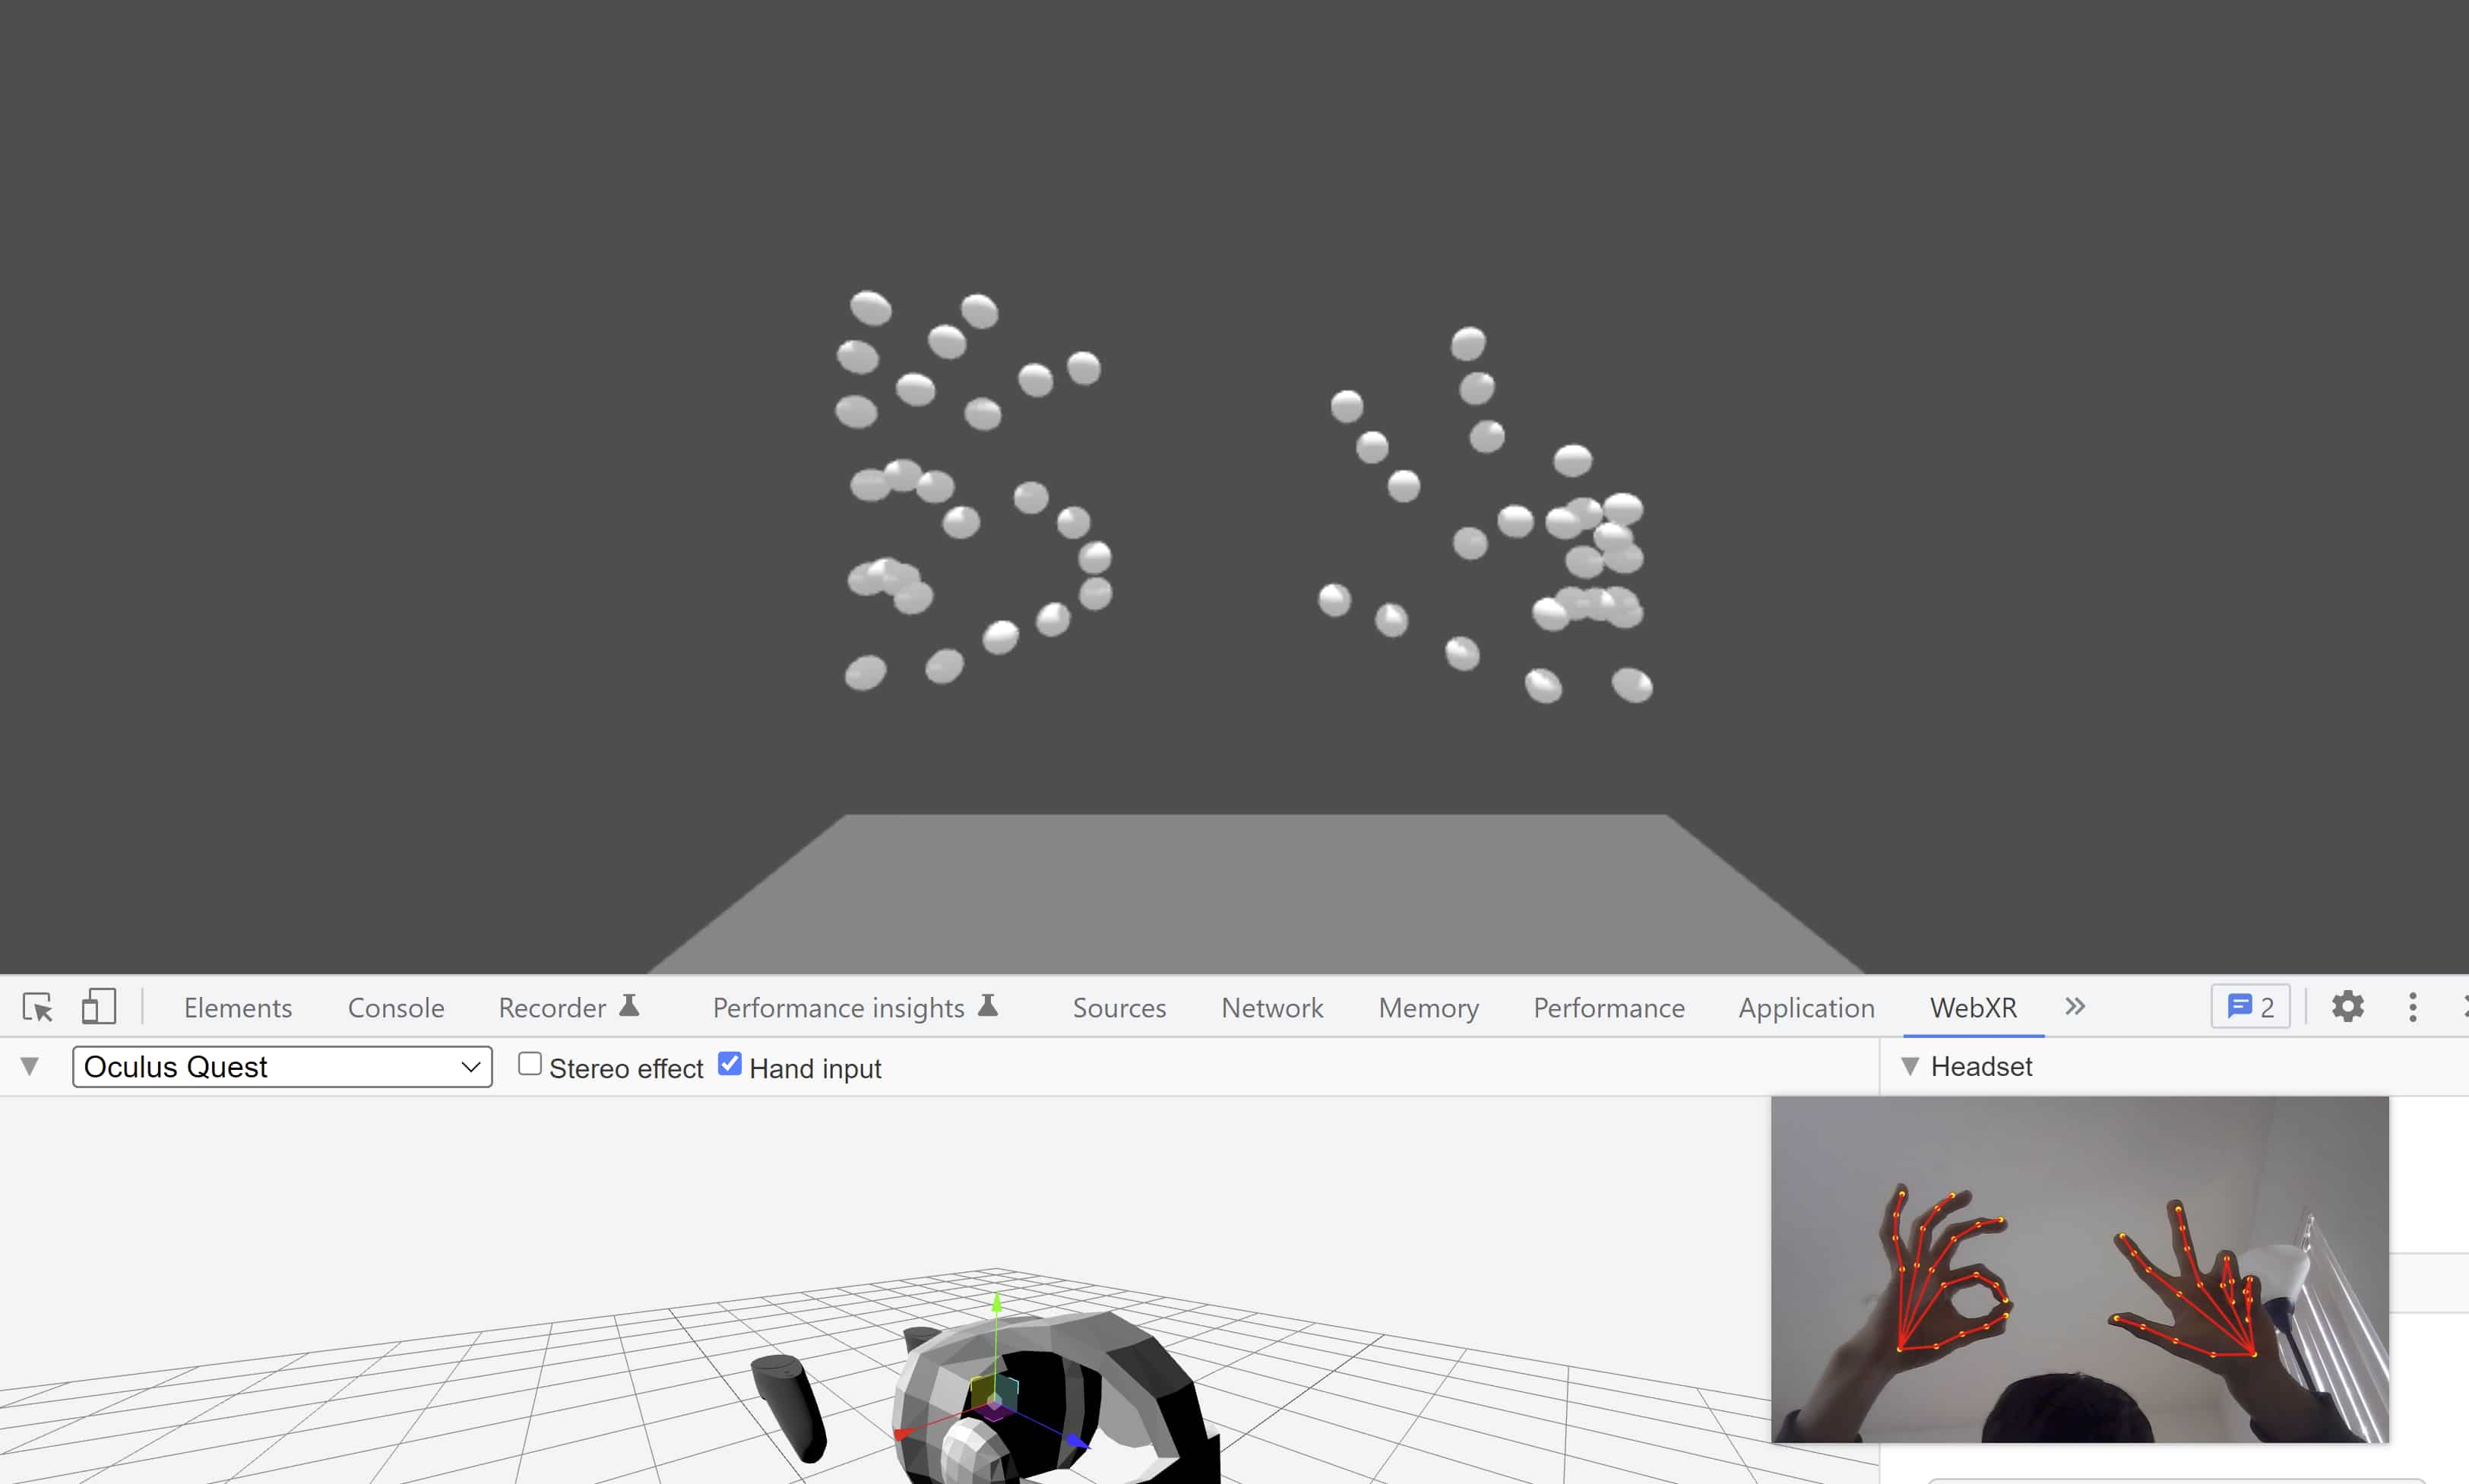 Elements Console Recorder Performance insights Sources Network Memory Performance Application WebXR 2
Oculus Quest Stereo effect Hand input Headset